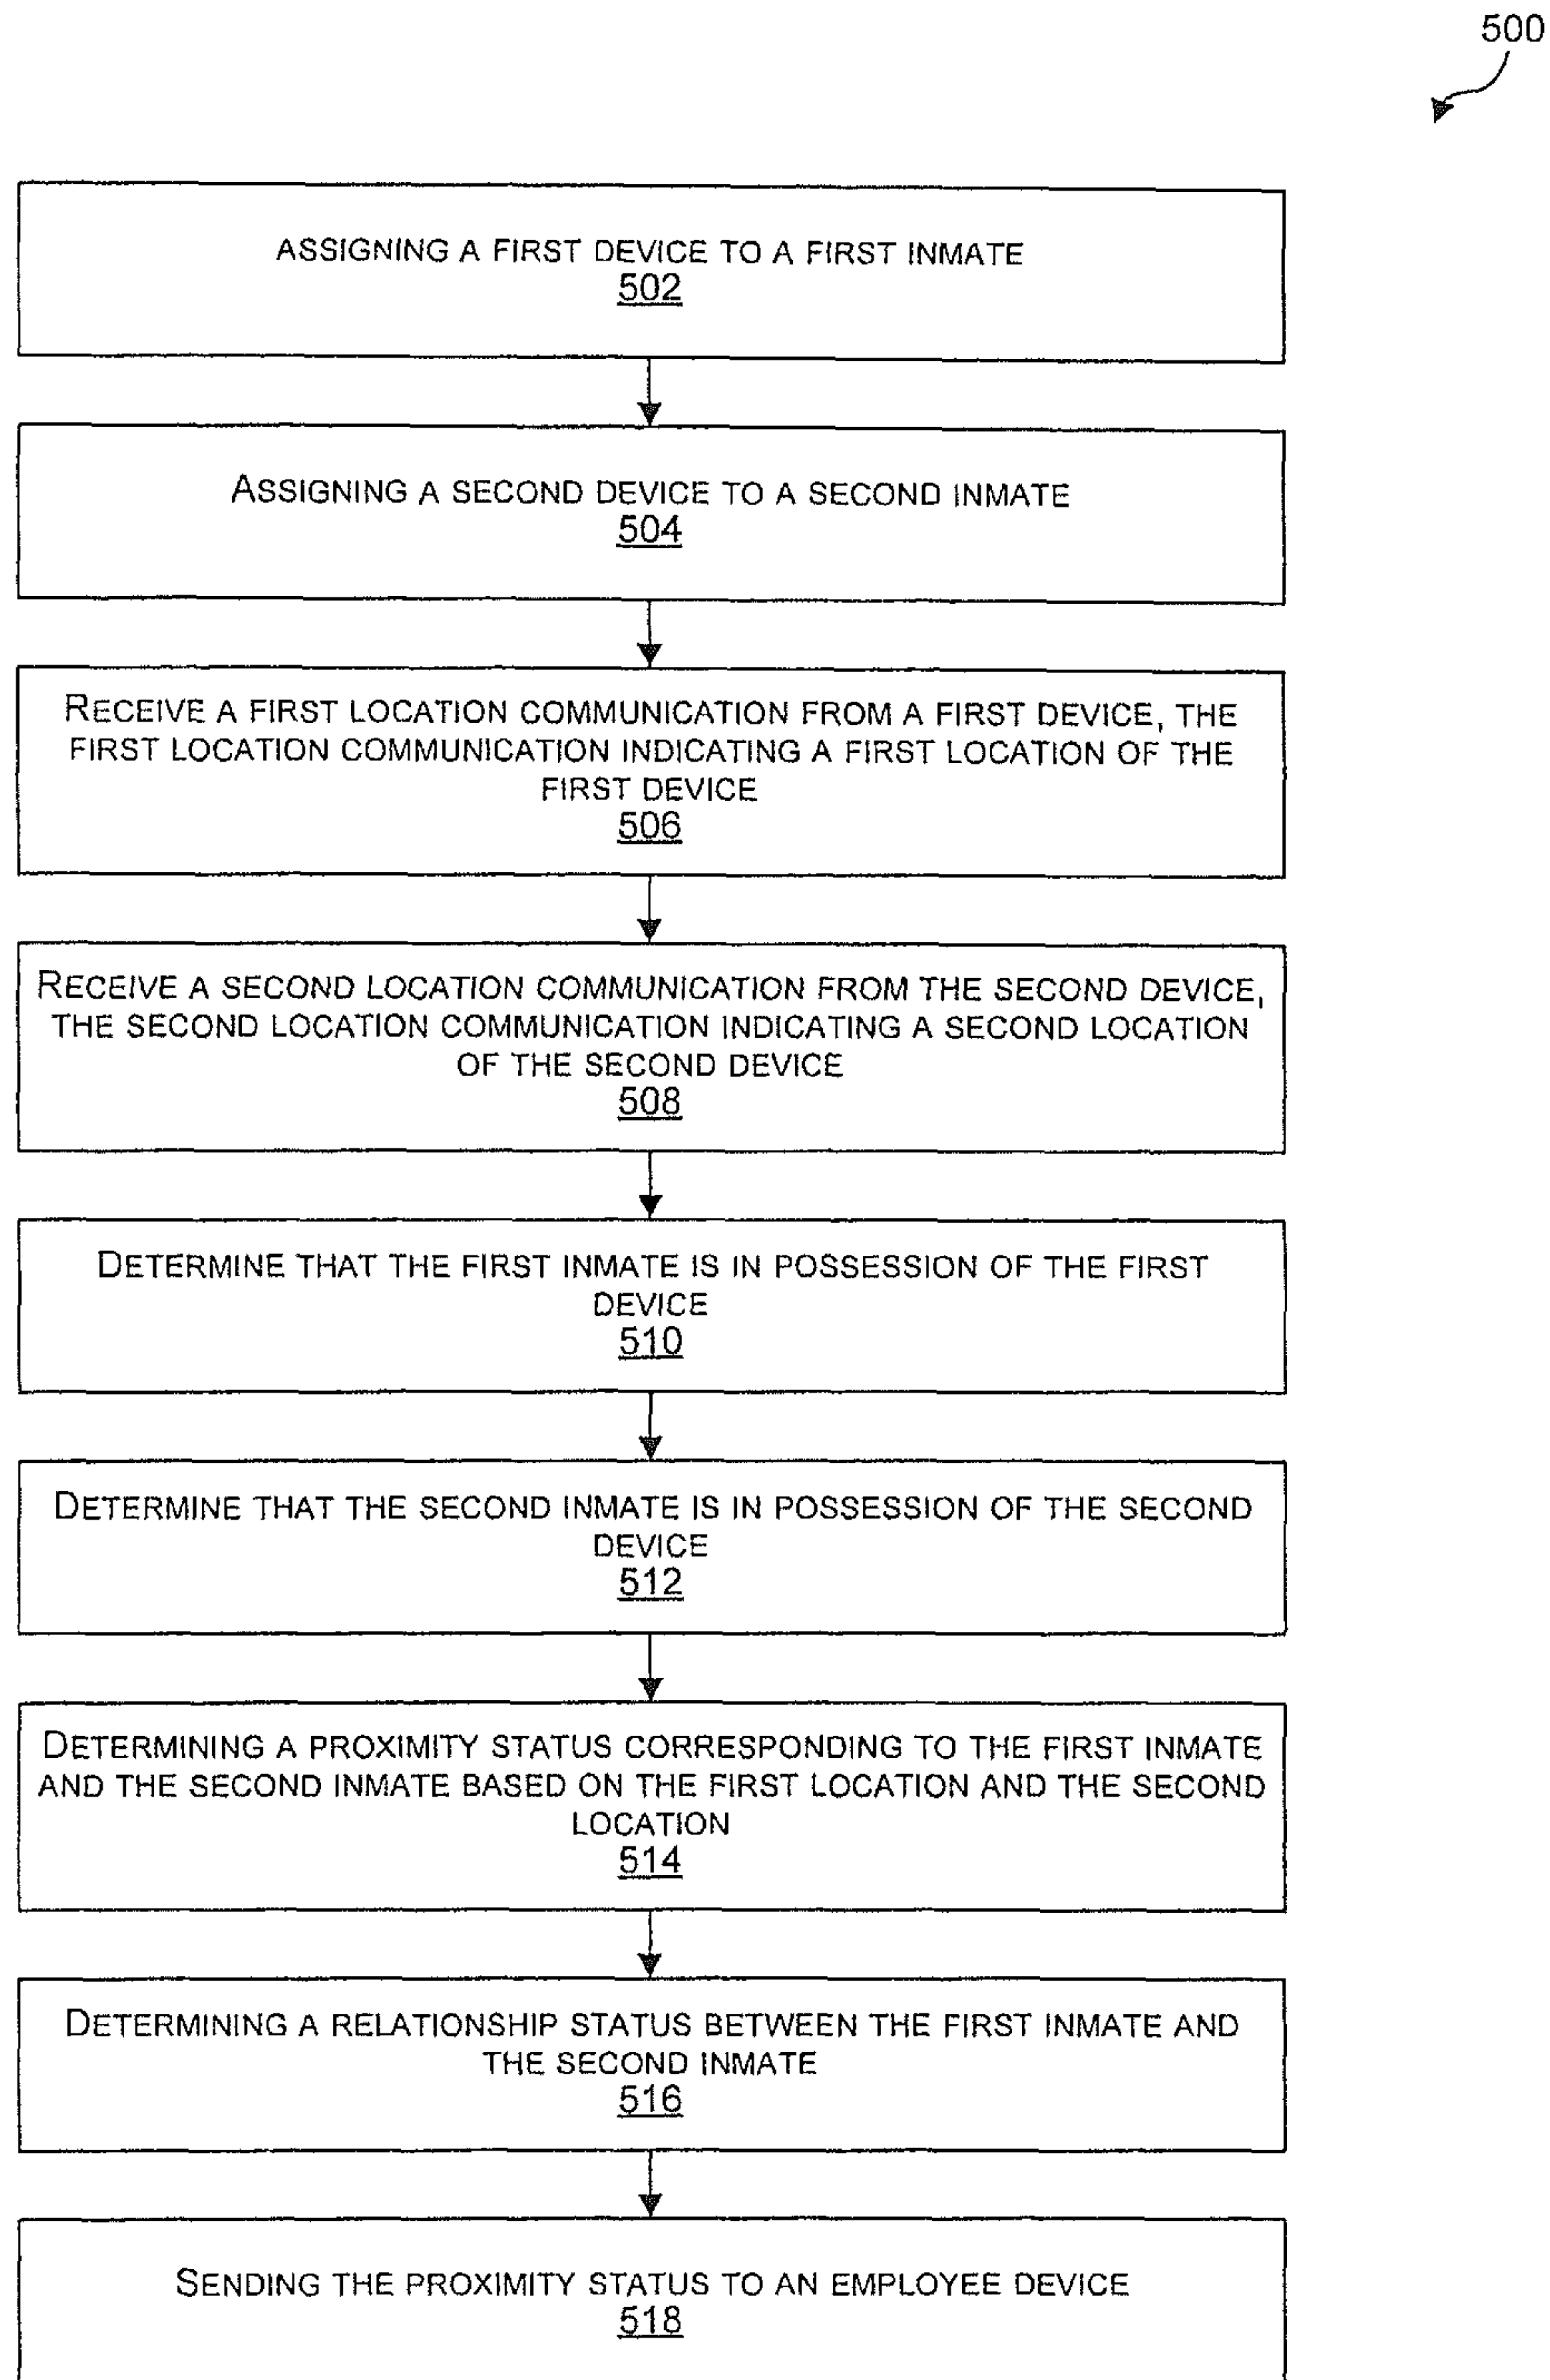 500
ASSIGNING A FIRST DEVICE TO A FIRST INMATE
502
ASSIGNING A SECOND DEVICE TO A SECOND INMATE
504
RECEIVE A FIRST LOCATION COMMUNICATION FROM A FIRST DEVICE, THE
FIRST LOCATION COMMUNICATION INDICATING A FIRST LOCATION OF THE
FIRST DEVICE
506
RECEIVE A SECOND LOCATION COMMUNICATION FROM THE SECOND DEVICE,
THE SECOND LOCATION COMMUNICATION INDICATING A SECOND LOCATION
OF THE SECOND DEVICE
508
DETERMINE THAT THE FIRST INMATE IS IN POSSESSION OF THE FIRST
DEVICE
510
DETERMINE THAT THE SECOND INMATE IS IN POSSESSION OF THE SECOND
DEVICE
512
DETERMINING A PROXIMITY STATUS CORRESPONDING TO THE FIRST INMATE
AND THE SECOND INMATE BASED ON THE FIRST LOCATION AND THE SECOND
LOCATION
514
DETERMINING A RELATIONSHIP STATUS BETWEEN THE FIRST INMATE AND
THE SECOND INMATE
516
SENDING THE PROXIMITY STATUS TO AN EMPLOYEE DEVICE
518